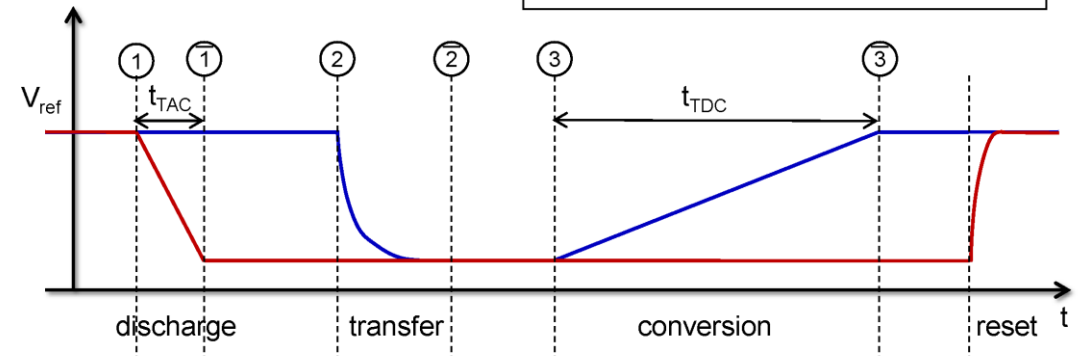 1 1̅ 2 2̅ 3 3̅
V_ref t_TAC t_TDC
discharge transfer conversion reset t